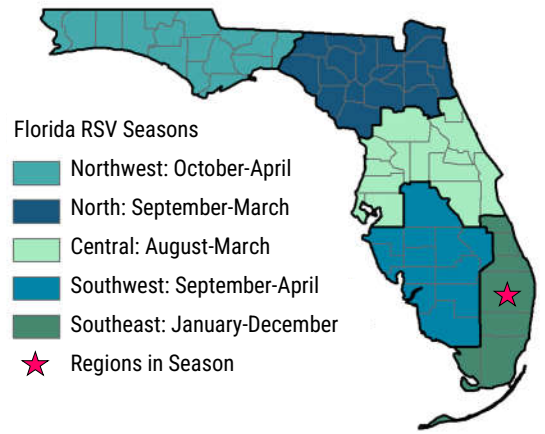 Florida RSV Seasons
Northwest: October-April
North: September-March
Central: August-March
Southwest: September-April
Southeast: January-December
Regions in Season